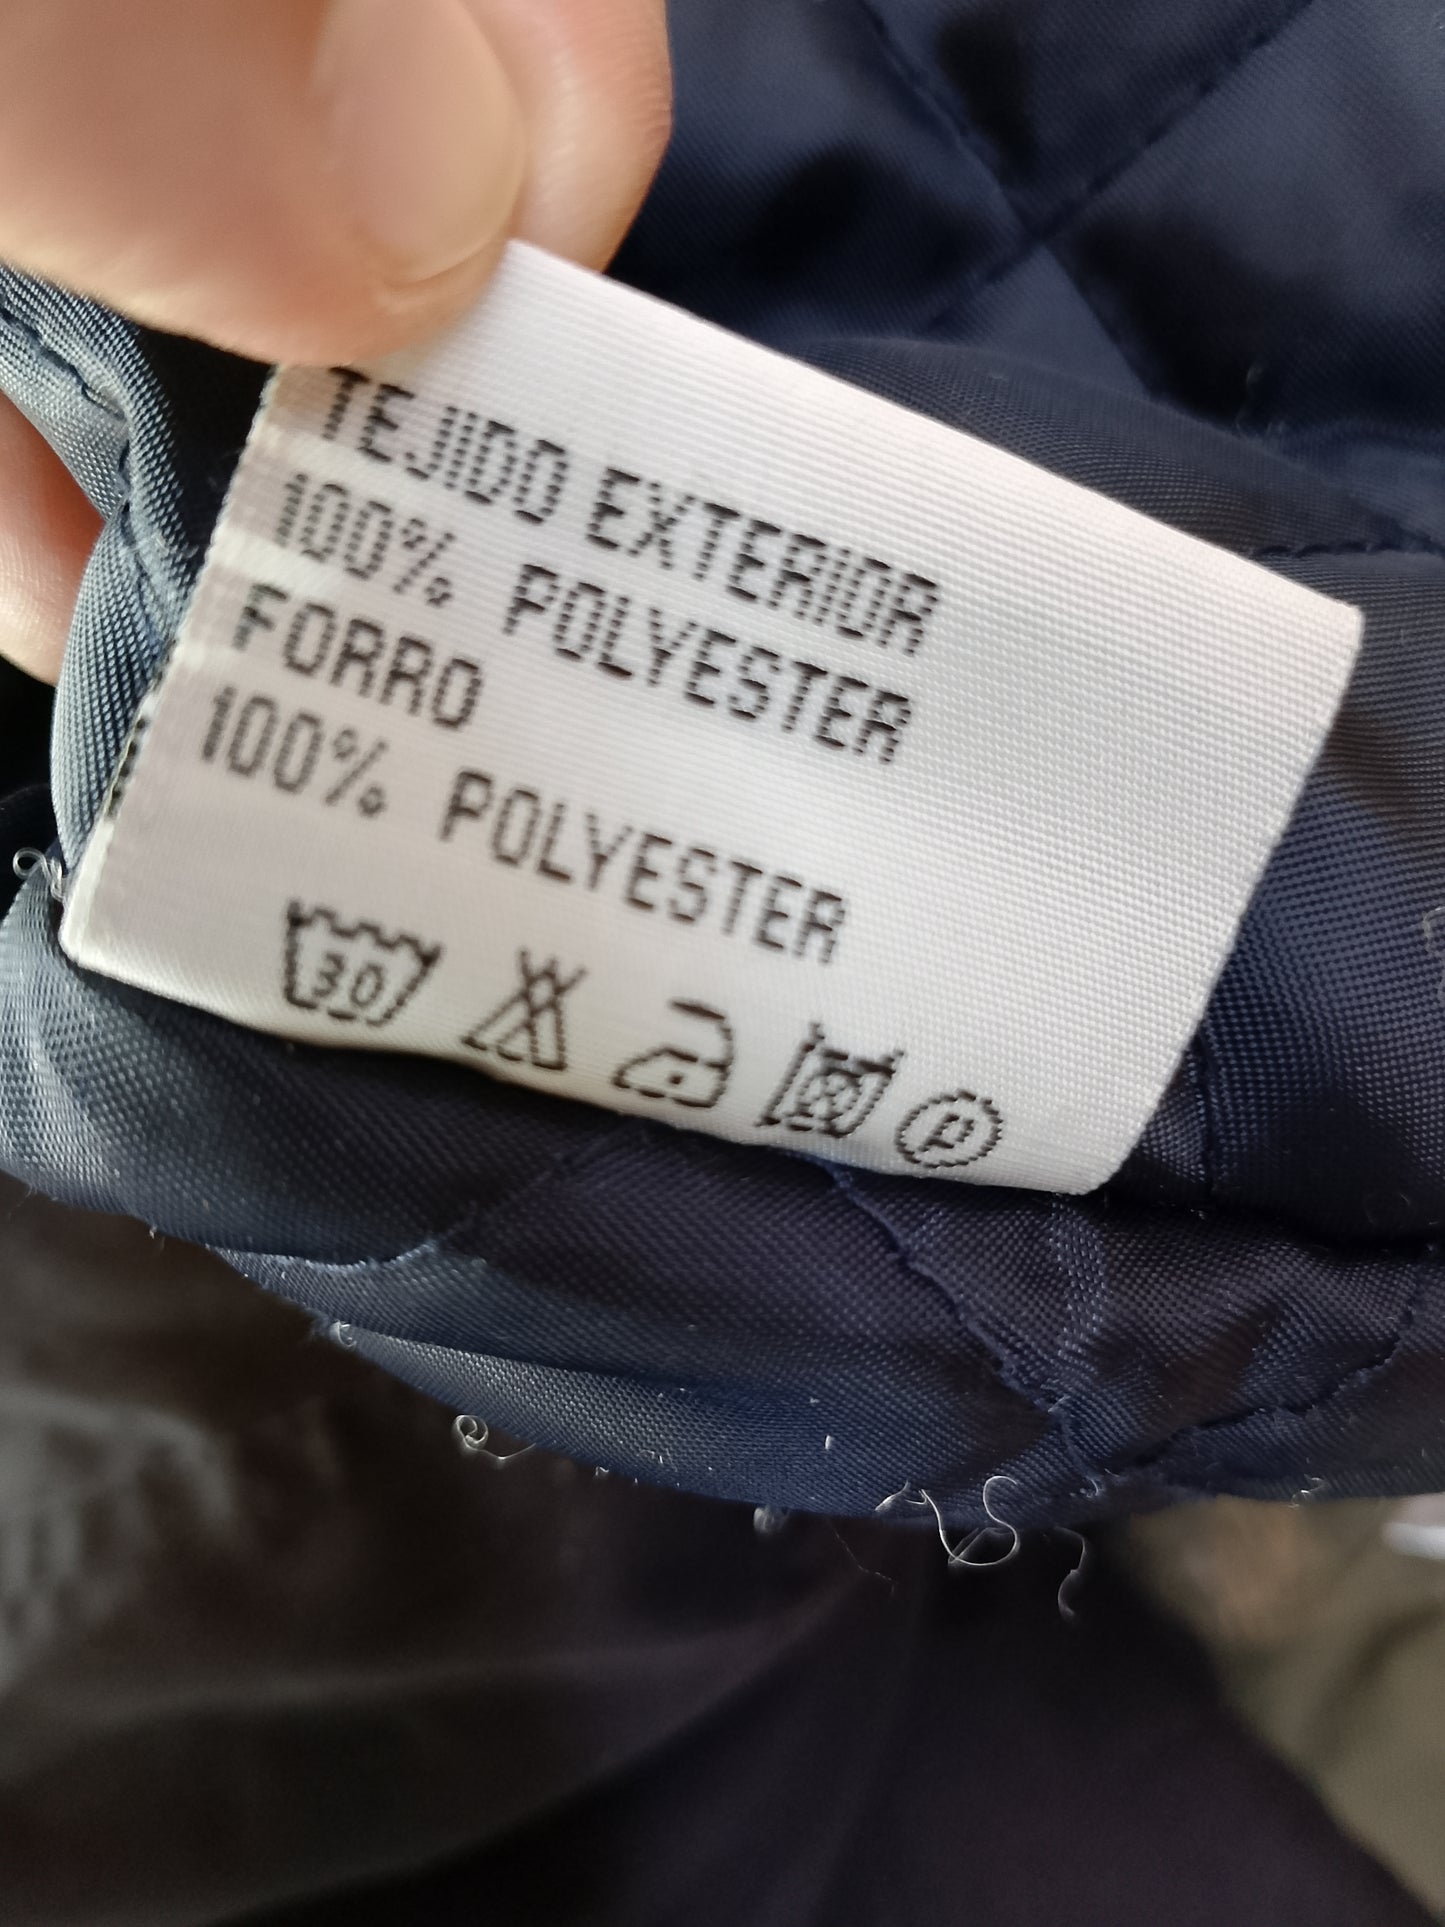 TEJIDO EXTERIOR
100% POLYESTER
FORRO
100% POLYESTER
30 P